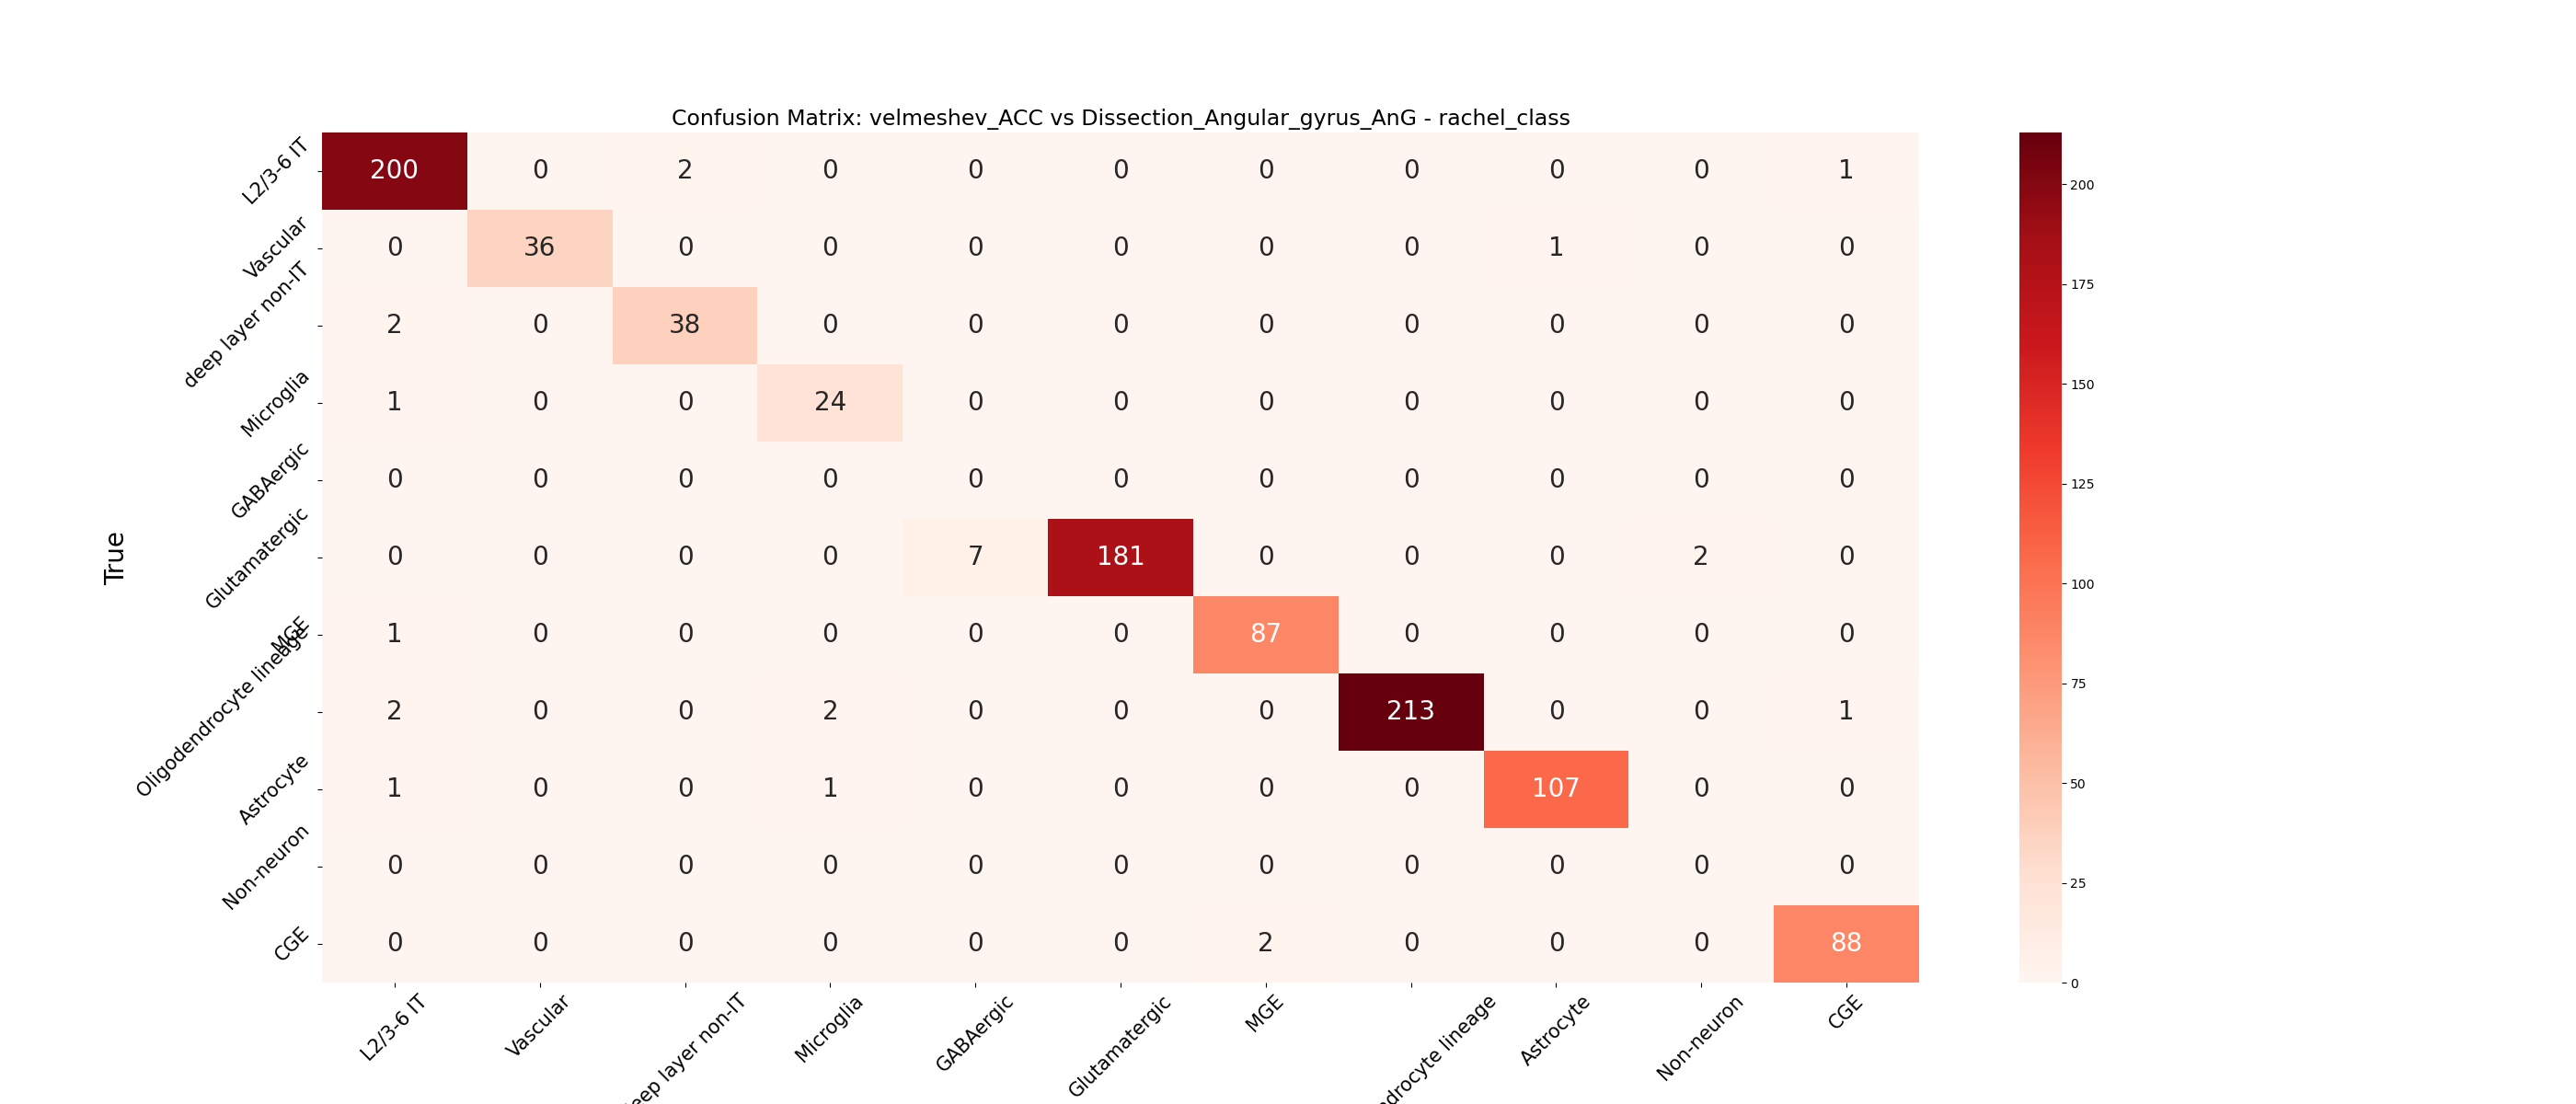 Confusion Matrix: velmeshev_ACC vs Dissection_Angular_gyrus_AnG - rachel_class
True
L2/3-6 IT 200 0 2 0 0 0 0 0 0 0 1
Vascular 0 36 0 0 0 0 0 0 1 0 0
deep layer non-IT 2 0 38 0 0 0 0 0 0 0 0
Microglia 1 0 0 24 0 0 0 0 0 0 0
GABAergic 0 0 0 0 0 0 0 0 0 0 0
Glutamatergic 0 0 0 0 7 181 0 0 0 2 0
MGE 1 0 0 0 0 0 87 0 0 0 0
Oligodendrocyte lineage 2 0 0 2 0 0 0 213 0 0 1
Astrocyte 1 0 0 1 0 0 0 0 107 0 0
Non-neuron 0 0 0 0 0 0 0 0 0 0 0
CGE 0 0 0 0 0 0 2 0 0 0 88
L2/3-6 IT Vascular eep layer non-IT Microglia GABAergic Glutamatergic MGE drocyte lineage Astrocyte Non-neuron CGE
200
175
150
125
100
75
50
25
0